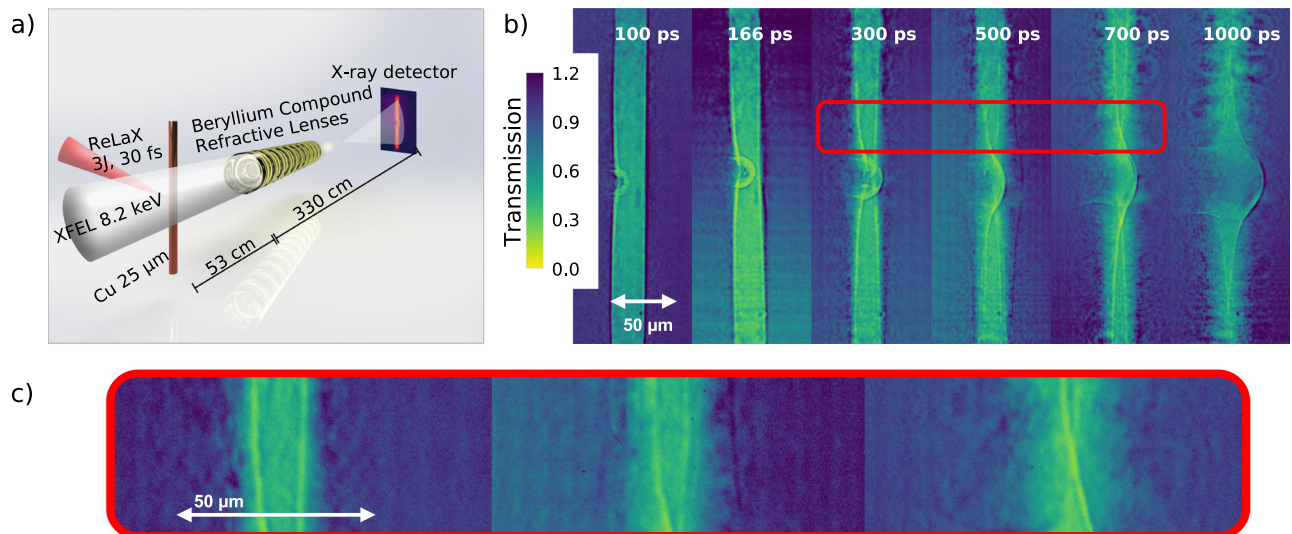 a)
X-ray detector
Beryllium Compound
Refractive Lenses
ReLaX
3J, 30 fs
XFEL 8.2 keV
330 cm
53 cm
Cu 25 µm
b)
100 ps
166 ps
300 ps
500 ps
700 ps
1000 ps
Transmission
1.2
0.9
0.6
0.3
0.0
50 µm
c)
50 µm